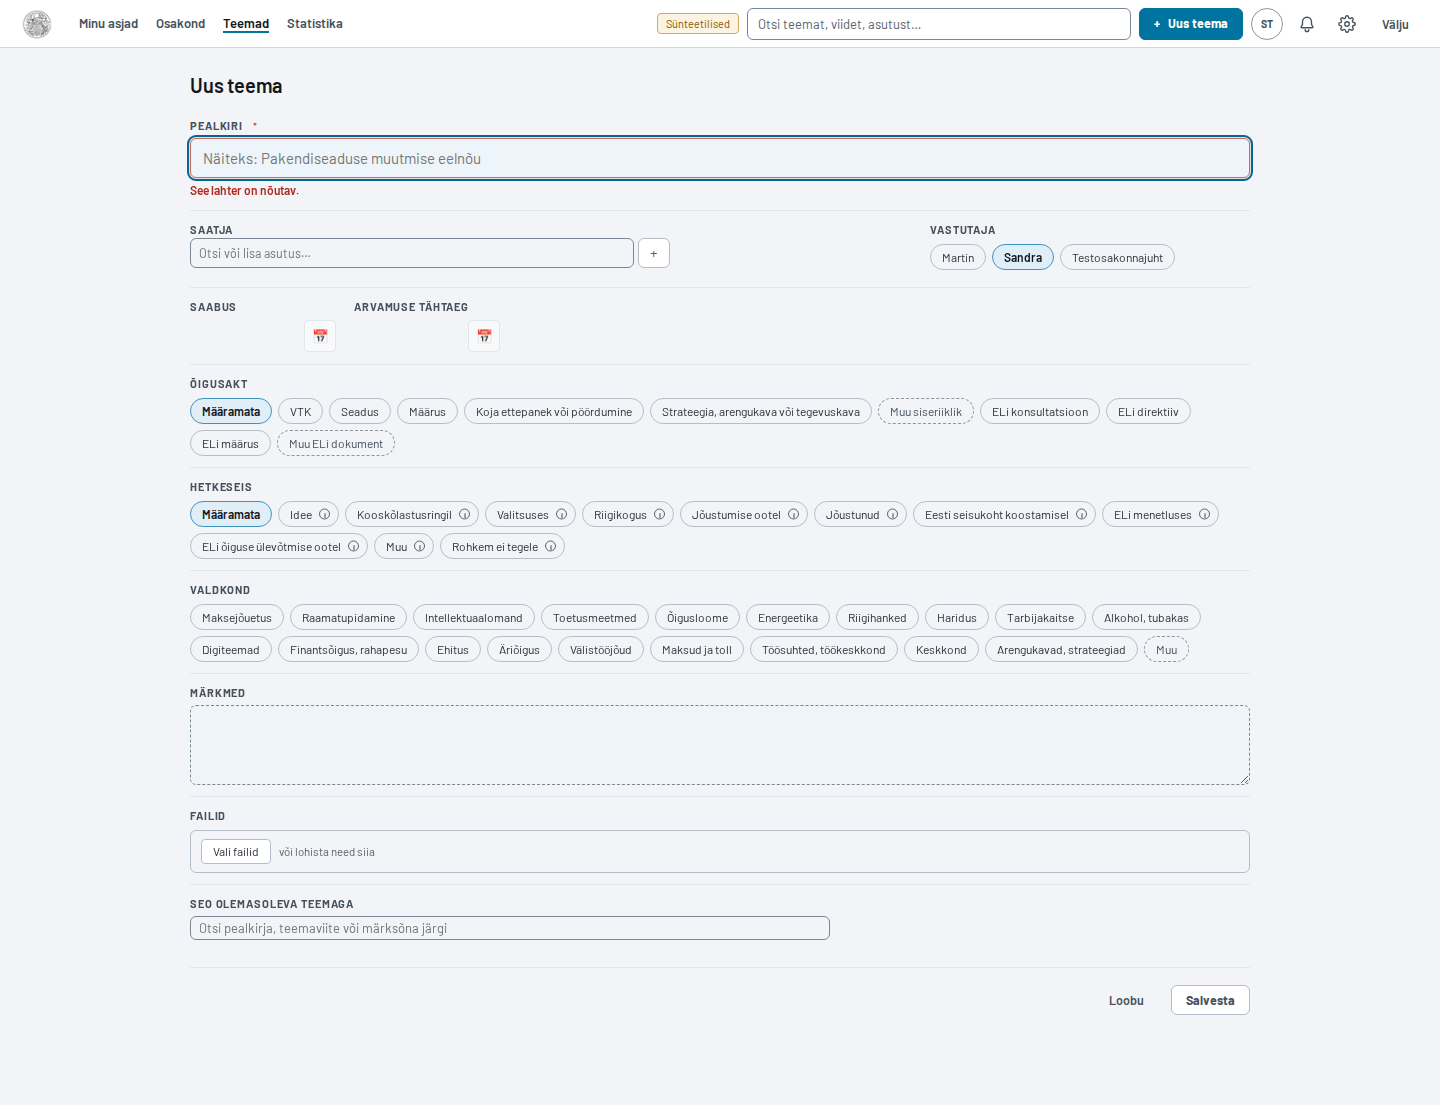 Minu asjad Osakond Teemad Statistika Sünteetilised Otsi teemat, viidet, asutust... + Uus teema ST Välju
Uus teema
PEALKIRI *
Näiteks: Pakendiseaduse muutmise eelnõu
See lahter on nõutav.
SAATJA VASTUTAJA
Otsi või lisa asutus... + Martin Sandra Testosakonnajuht
SAABUS ARVAMUSE TÄHTAEG
ÕIGUSAKT
Määramata VTK Seadus Määrus Koja ettepanek või pöördumine Strateegia, arengukava või tegevuskava Muu siseriiklik ELi konsultatsioon ELi direktiiv
ELi määrus Muu ELi dokument
HETKESEIS
Määramata Idee Kooskõlastusringil Valitsuses Riigikogus Jõustumise ootel Jõustunud Eesti seisukoht koostamisel ELi menetluses
ELi õiguse ülevõtmise ootel Muu Rohkem ei tegele
VALDKOND
Maksejõuetus Raamatupidamine Intellektuaalomand Toetusmeetmed Õigusloome Energeetika Riigihanked Haridus Tarbijakaitse Alkohol, tubakas
Digiteemad Finantsõigus, rahapesu Ehitus Äriõigus Välistööjõud Maksud ja toll Töösuhted, töökeskkond Keskkond Arengukavad, strateegiad Muu
MÄRKMED
FAILID
Vali failid või lohista need siia
SEO OLEMASOLEVA TEEMAGA
Otsi pealkirja, teemaviite või märksõna järgi
Loobu Salvesta